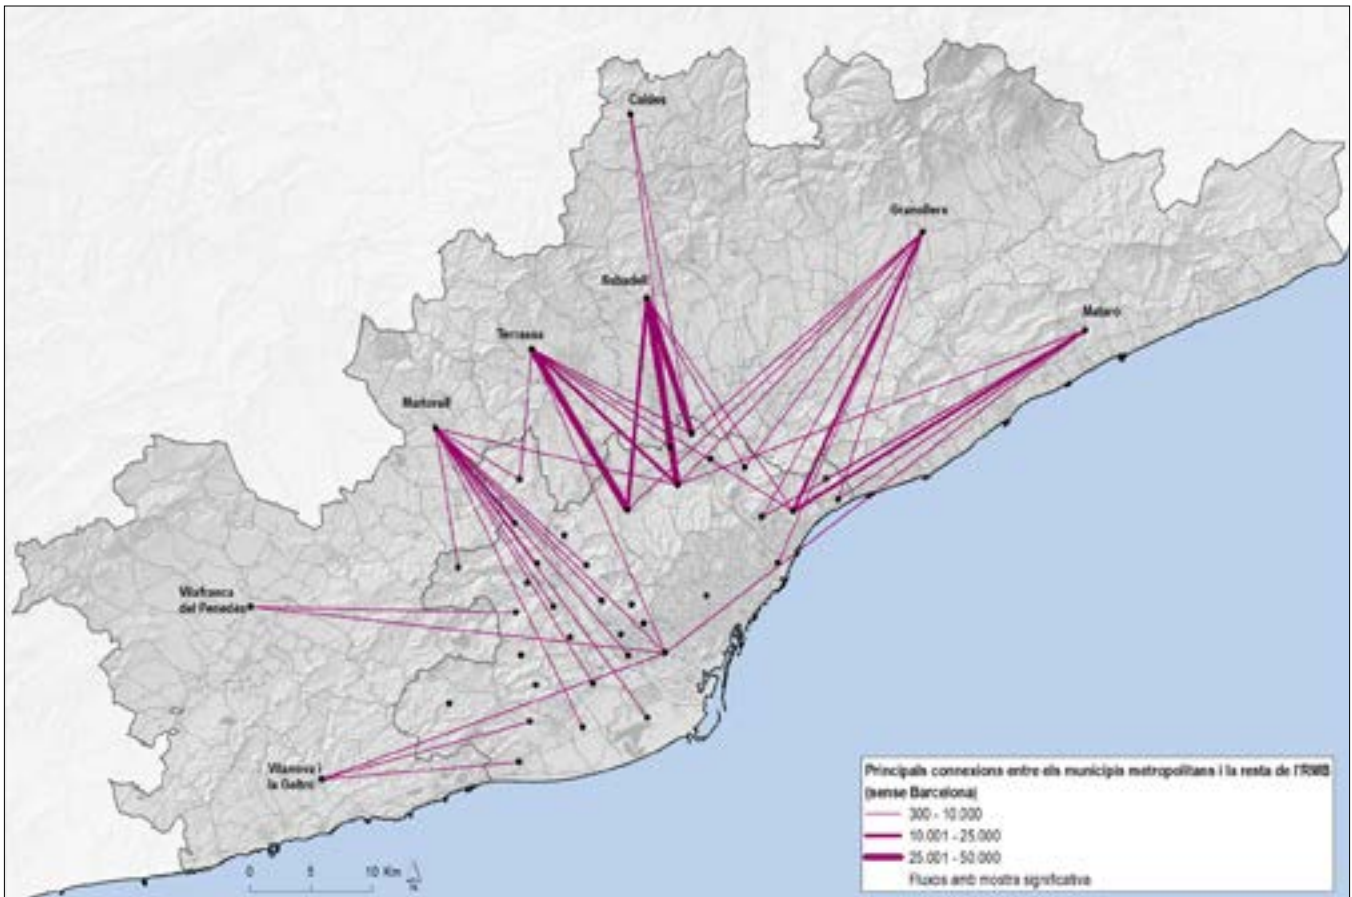 Caldes
Granollers
Sabadell
Mataró
Terrassa
Martorell
Vilafranca
del Penedès
Vilanova i
la Geltrú
0 5 10 Km
Principals connexions entre els municipis metropolitans i la resta de l'RMB
(sense Barcelona)
300 - 10.000
10.001 - 25.000
25.001 - 50.000
Fluxos amb mostra significativa